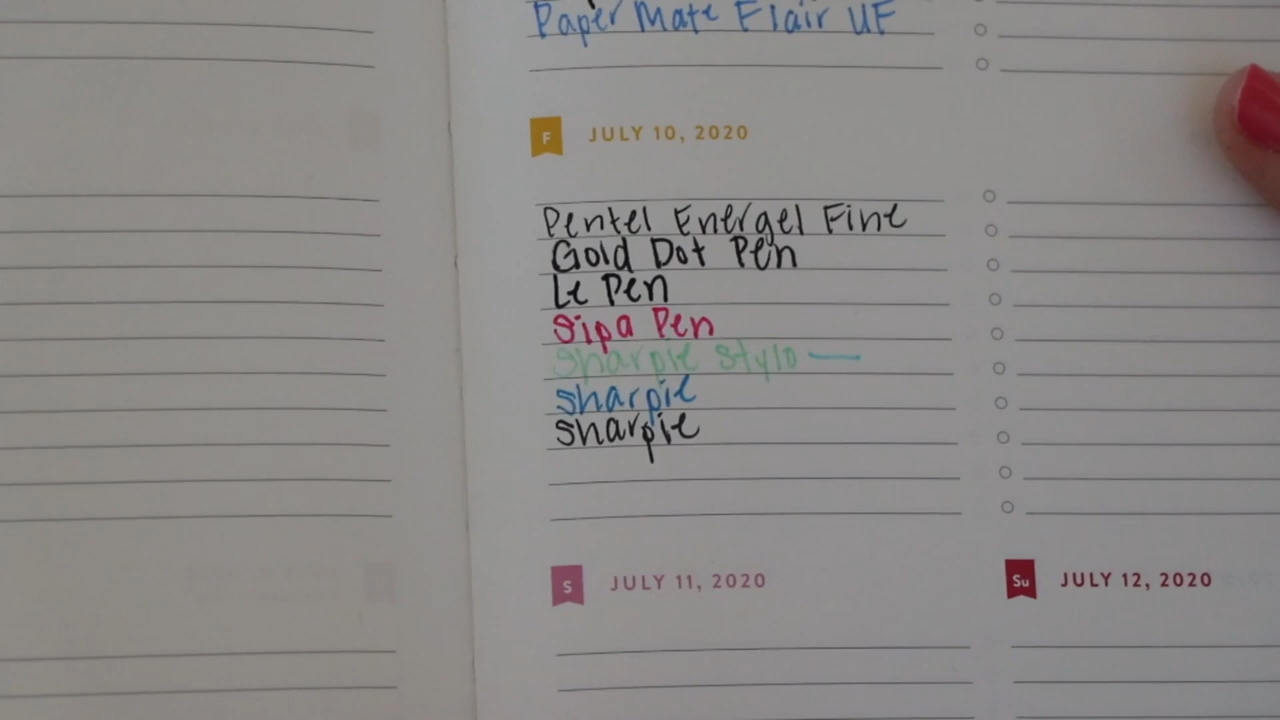 Paper Mate Flair UF
F JULY 10, 2020
Pentel Energel Fine
Gold Dot Pen
Le Pen
Sipa Pen
Sharpie Stylo —
Sharpie
Sharpie
S JULY 11, 2020
Su JULY 12, 2020